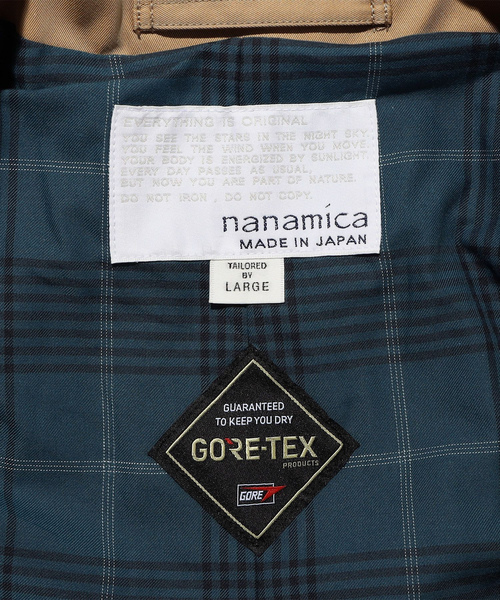 EVERYTHING IS ORIGINAL
YOU SEE THE STARS IN THE NIGHT SKY.
YOU FEEL THE WIND WHEN YOU MOVE.
YOUR BODY IS ENERGIZED BY SUNLIGHT.
EVERY DAY PASSES AS USUAL,
BUT NOW YOU ARE PART OF NATURE.
DO NOT IRON , DO NOT COPY.
nanamica
MADE IN JAPAN
TAILORED
BY
LARGE
GUARANTEED
TO KEEP YOU DRY
GORE-TEX
PRODUCTS
GORE